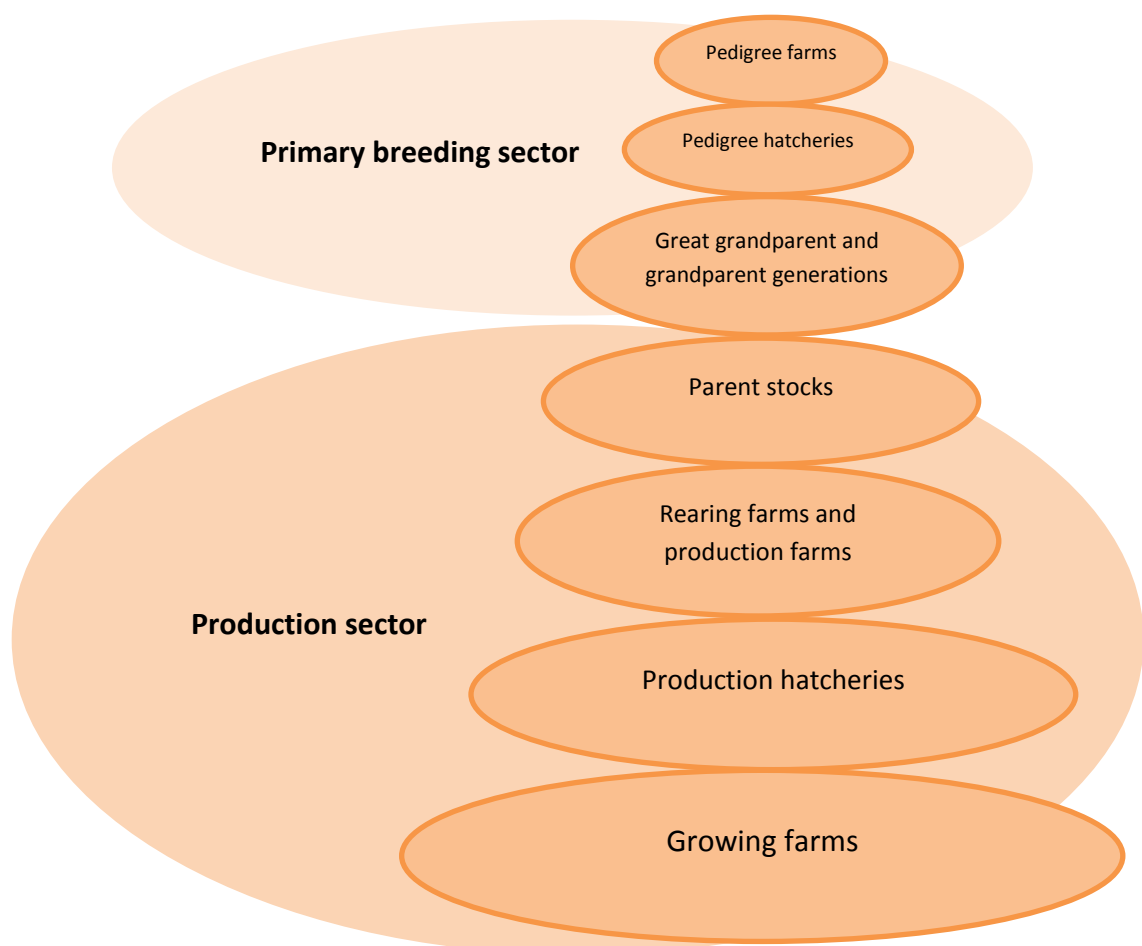 Pedigree farms
Primary breeding sector
Pedigree hatcheries
Great grandparent and
grandparent generations
Parent stocks
Rearing farms and
production farms
Production sector
Production hatcheries
Growing farms